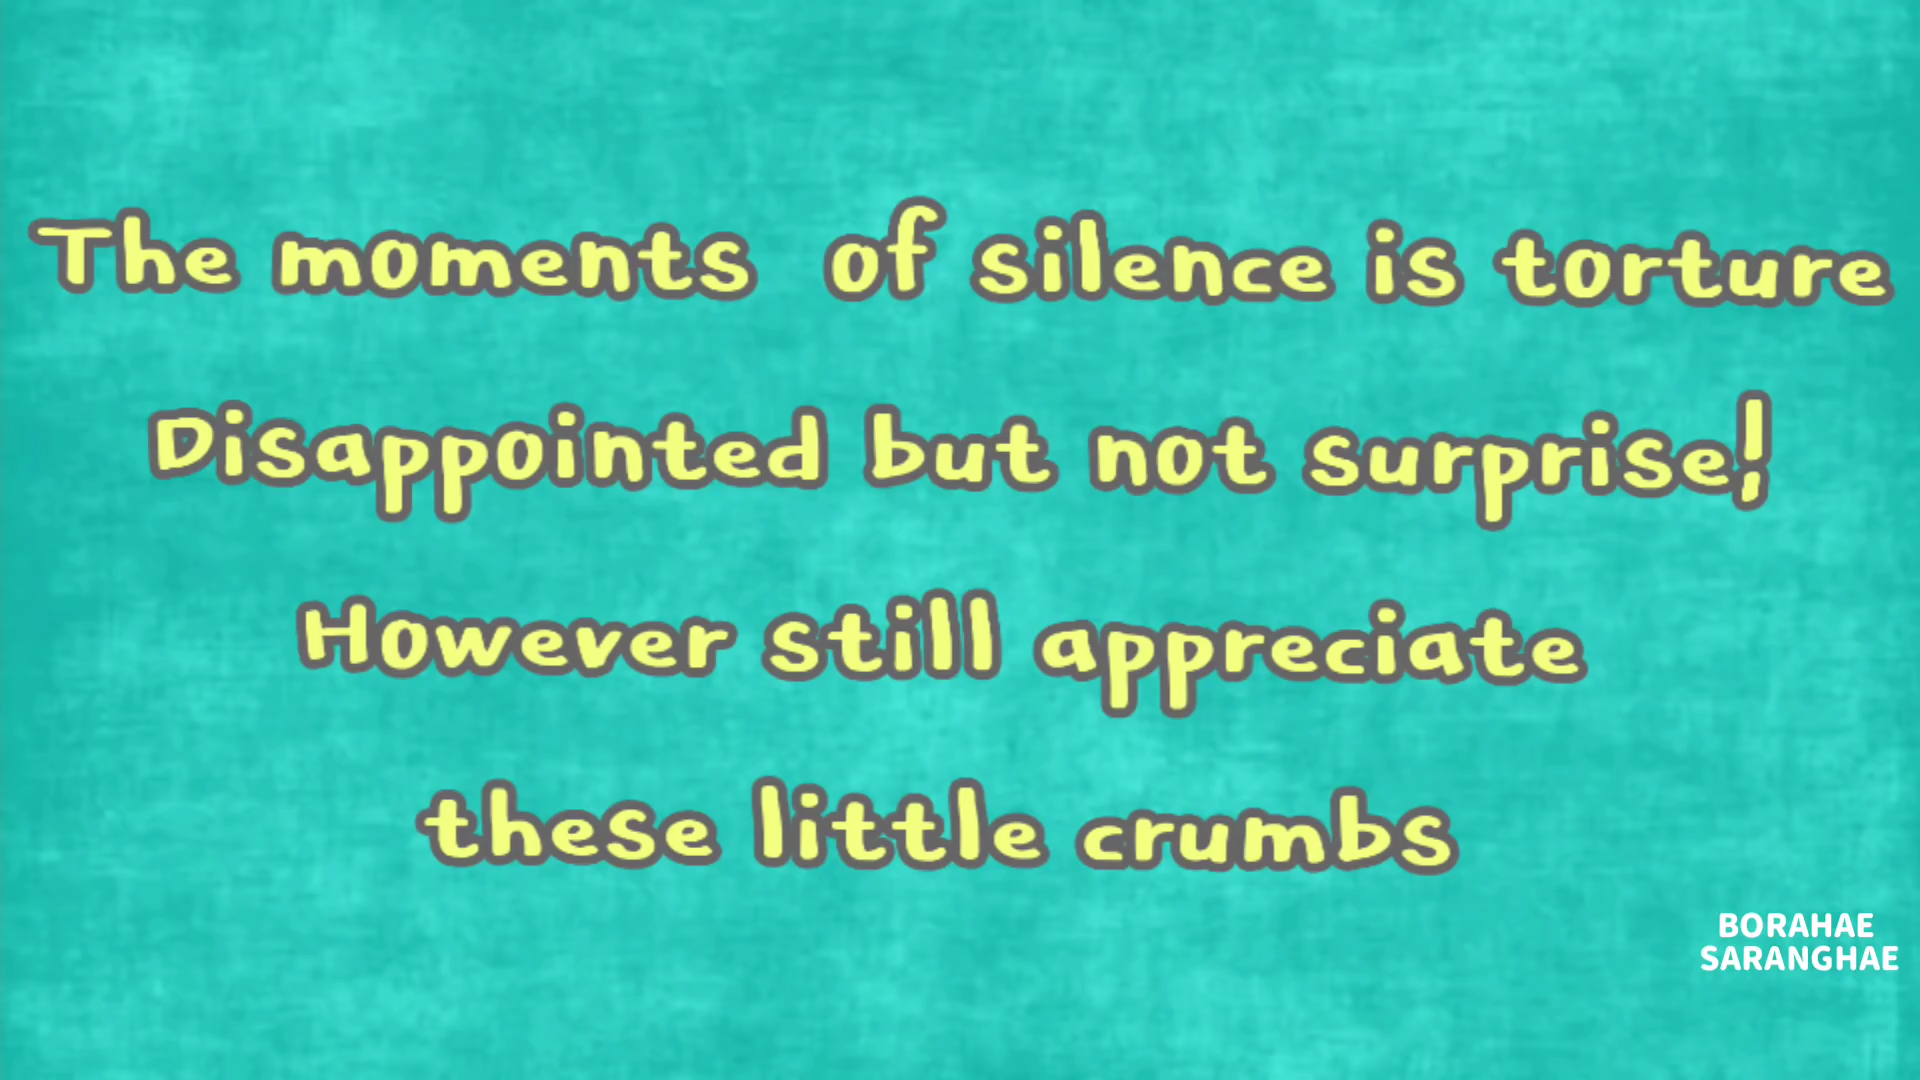 The moments  of silence is torture
Disappointed but not surprise!
However still appreciate
these little crumbs
BORAHAE
SARANGHAE